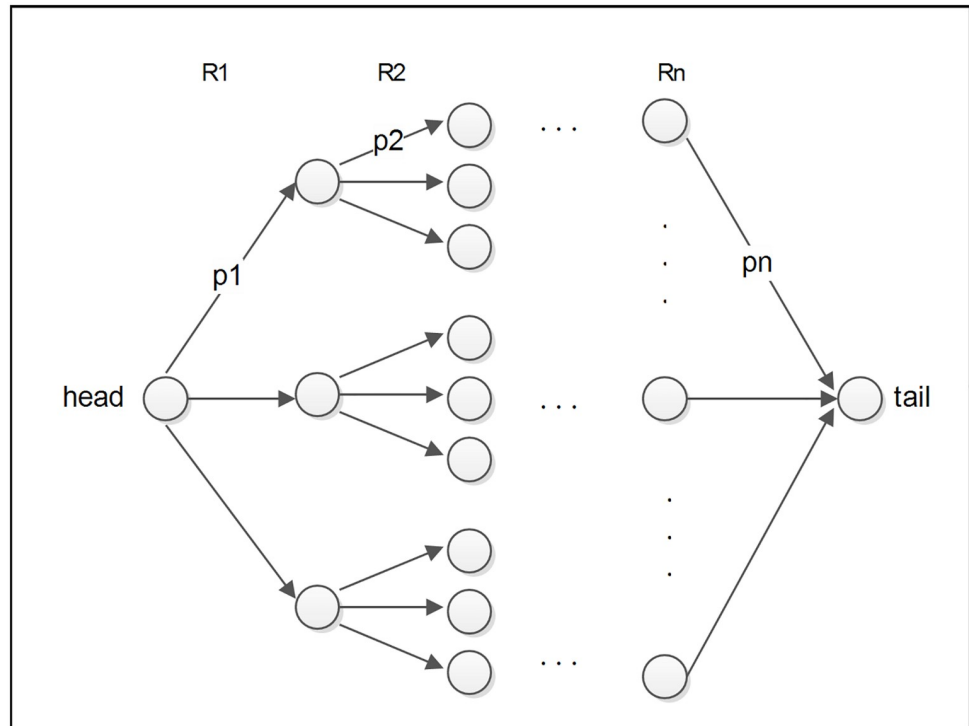 R1 R2 Rn
p2
p1 pn
head tail
. . .
. . .
. . .